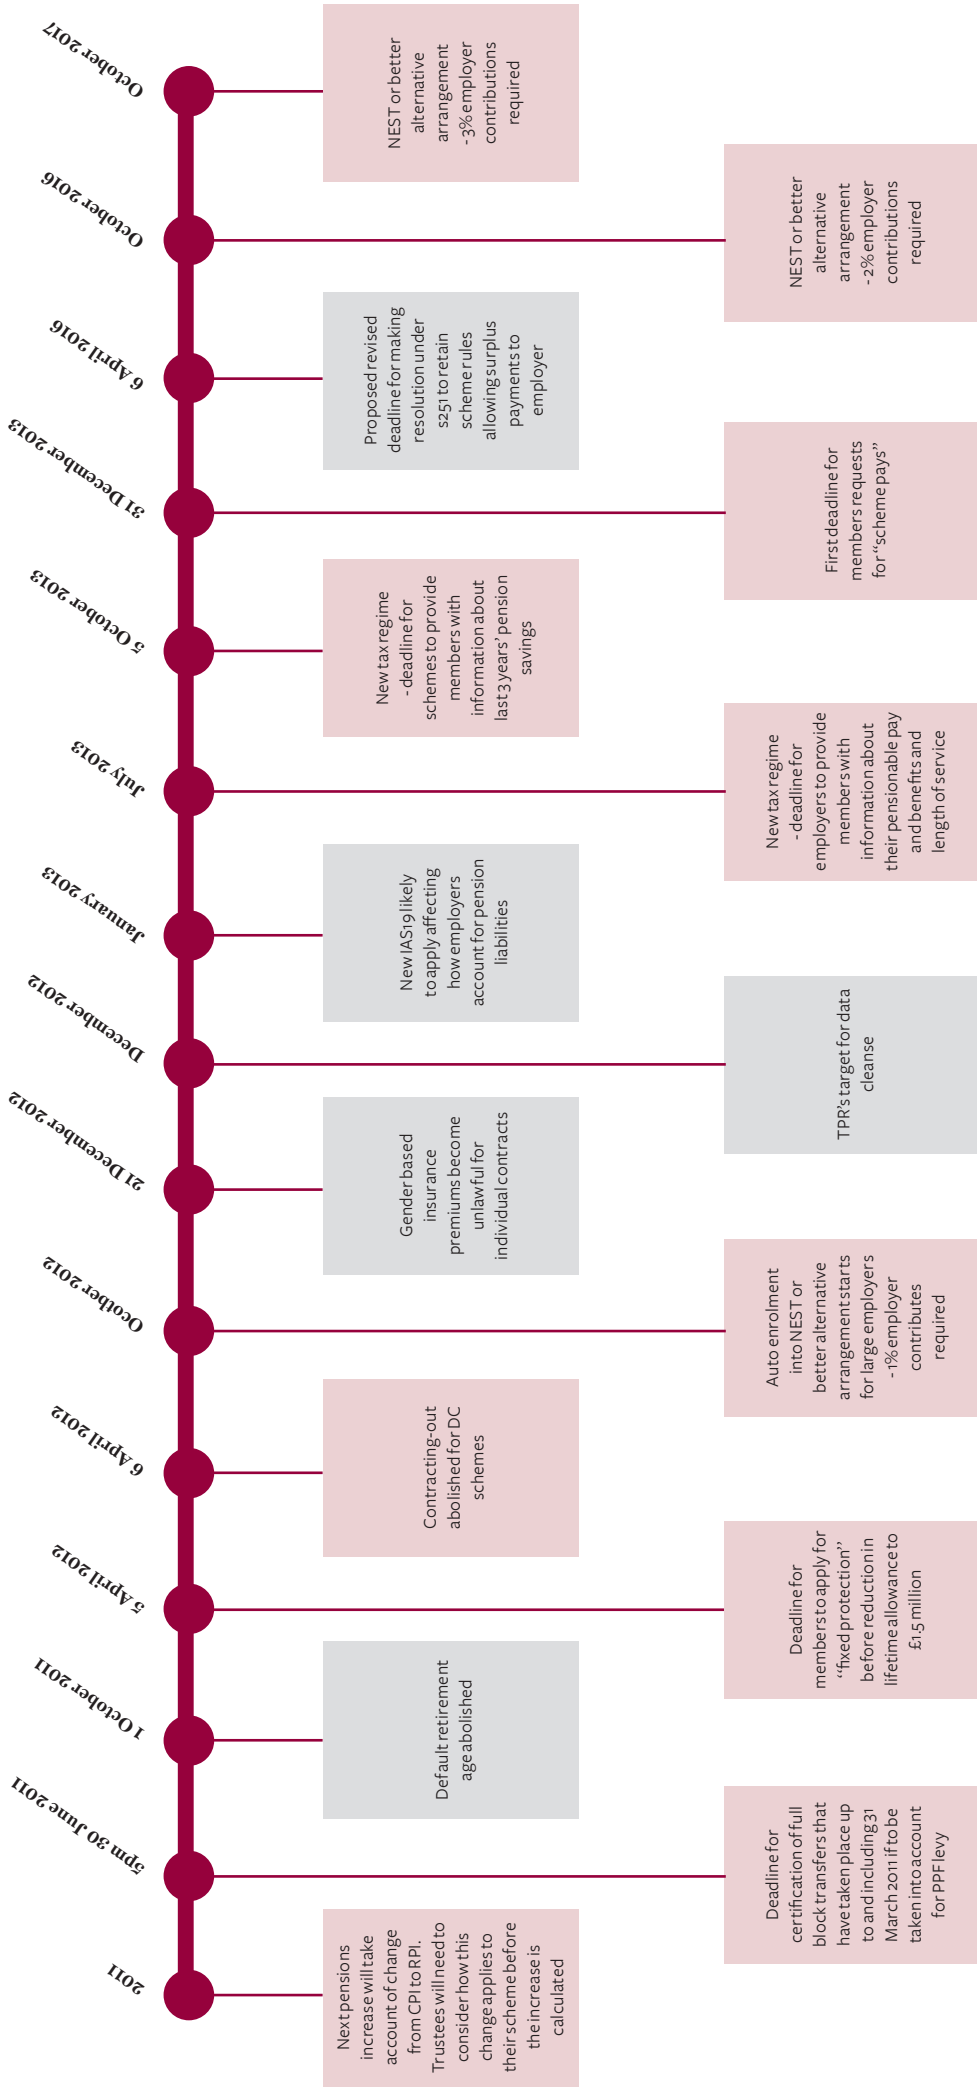 2011
Next pensions
increase will take
account of change
from CPI to RPI.
Trustees will need to
consider how this
change applies to
their scheme before
the increase is
calculated
5pm 30 June 2011
Deadline for
certification of full
block transfers that
have taken place up
to and including 31
March 2011 if to be
taken into account
for PPF levy
1 October 2011
Default retirement
age abolished
5 April 2012
Deadline for
members to apply for
“fixed protection”
before reduction in
lifetime allowance to
£1.5 million
6 April 2012
Contracting-out
abolished for DC
schemes
Ocotber 2012
Auto enrolment
into NEST or
better alternative
arrangement starts
for large employers
- 1% employer
contributes
required
21 December 2012
Gender based
insurance
premiums become
unlawful for
individual contracts
December 2012
TPR’s target for data
cleanse
January 2013
New IAS19 likely
to apply affecting
how employers
account for pension
liabilities
July 2013
New tax regime
- deadline for
employers to provide
members with
information about
their pensionable pay
and benefits and
length of service
5 October 2013
New tax regime
- deadline for
schemes to provide
members with
information about
last 3 years’ pension
savings
31 December 2013
First deadline for
members requests
for “scheme pays”
6 April 2016
Proposed revised
deadline for making
resolution under
s251 to retain
scheme rules
allowing surplus
payments to
employer
October 2016
NEST or better
alternative
arrangement
- 2% employer
contributions
required
October 2017
NEST or better
alternative
arrangement
- 3% employer
contributions
required